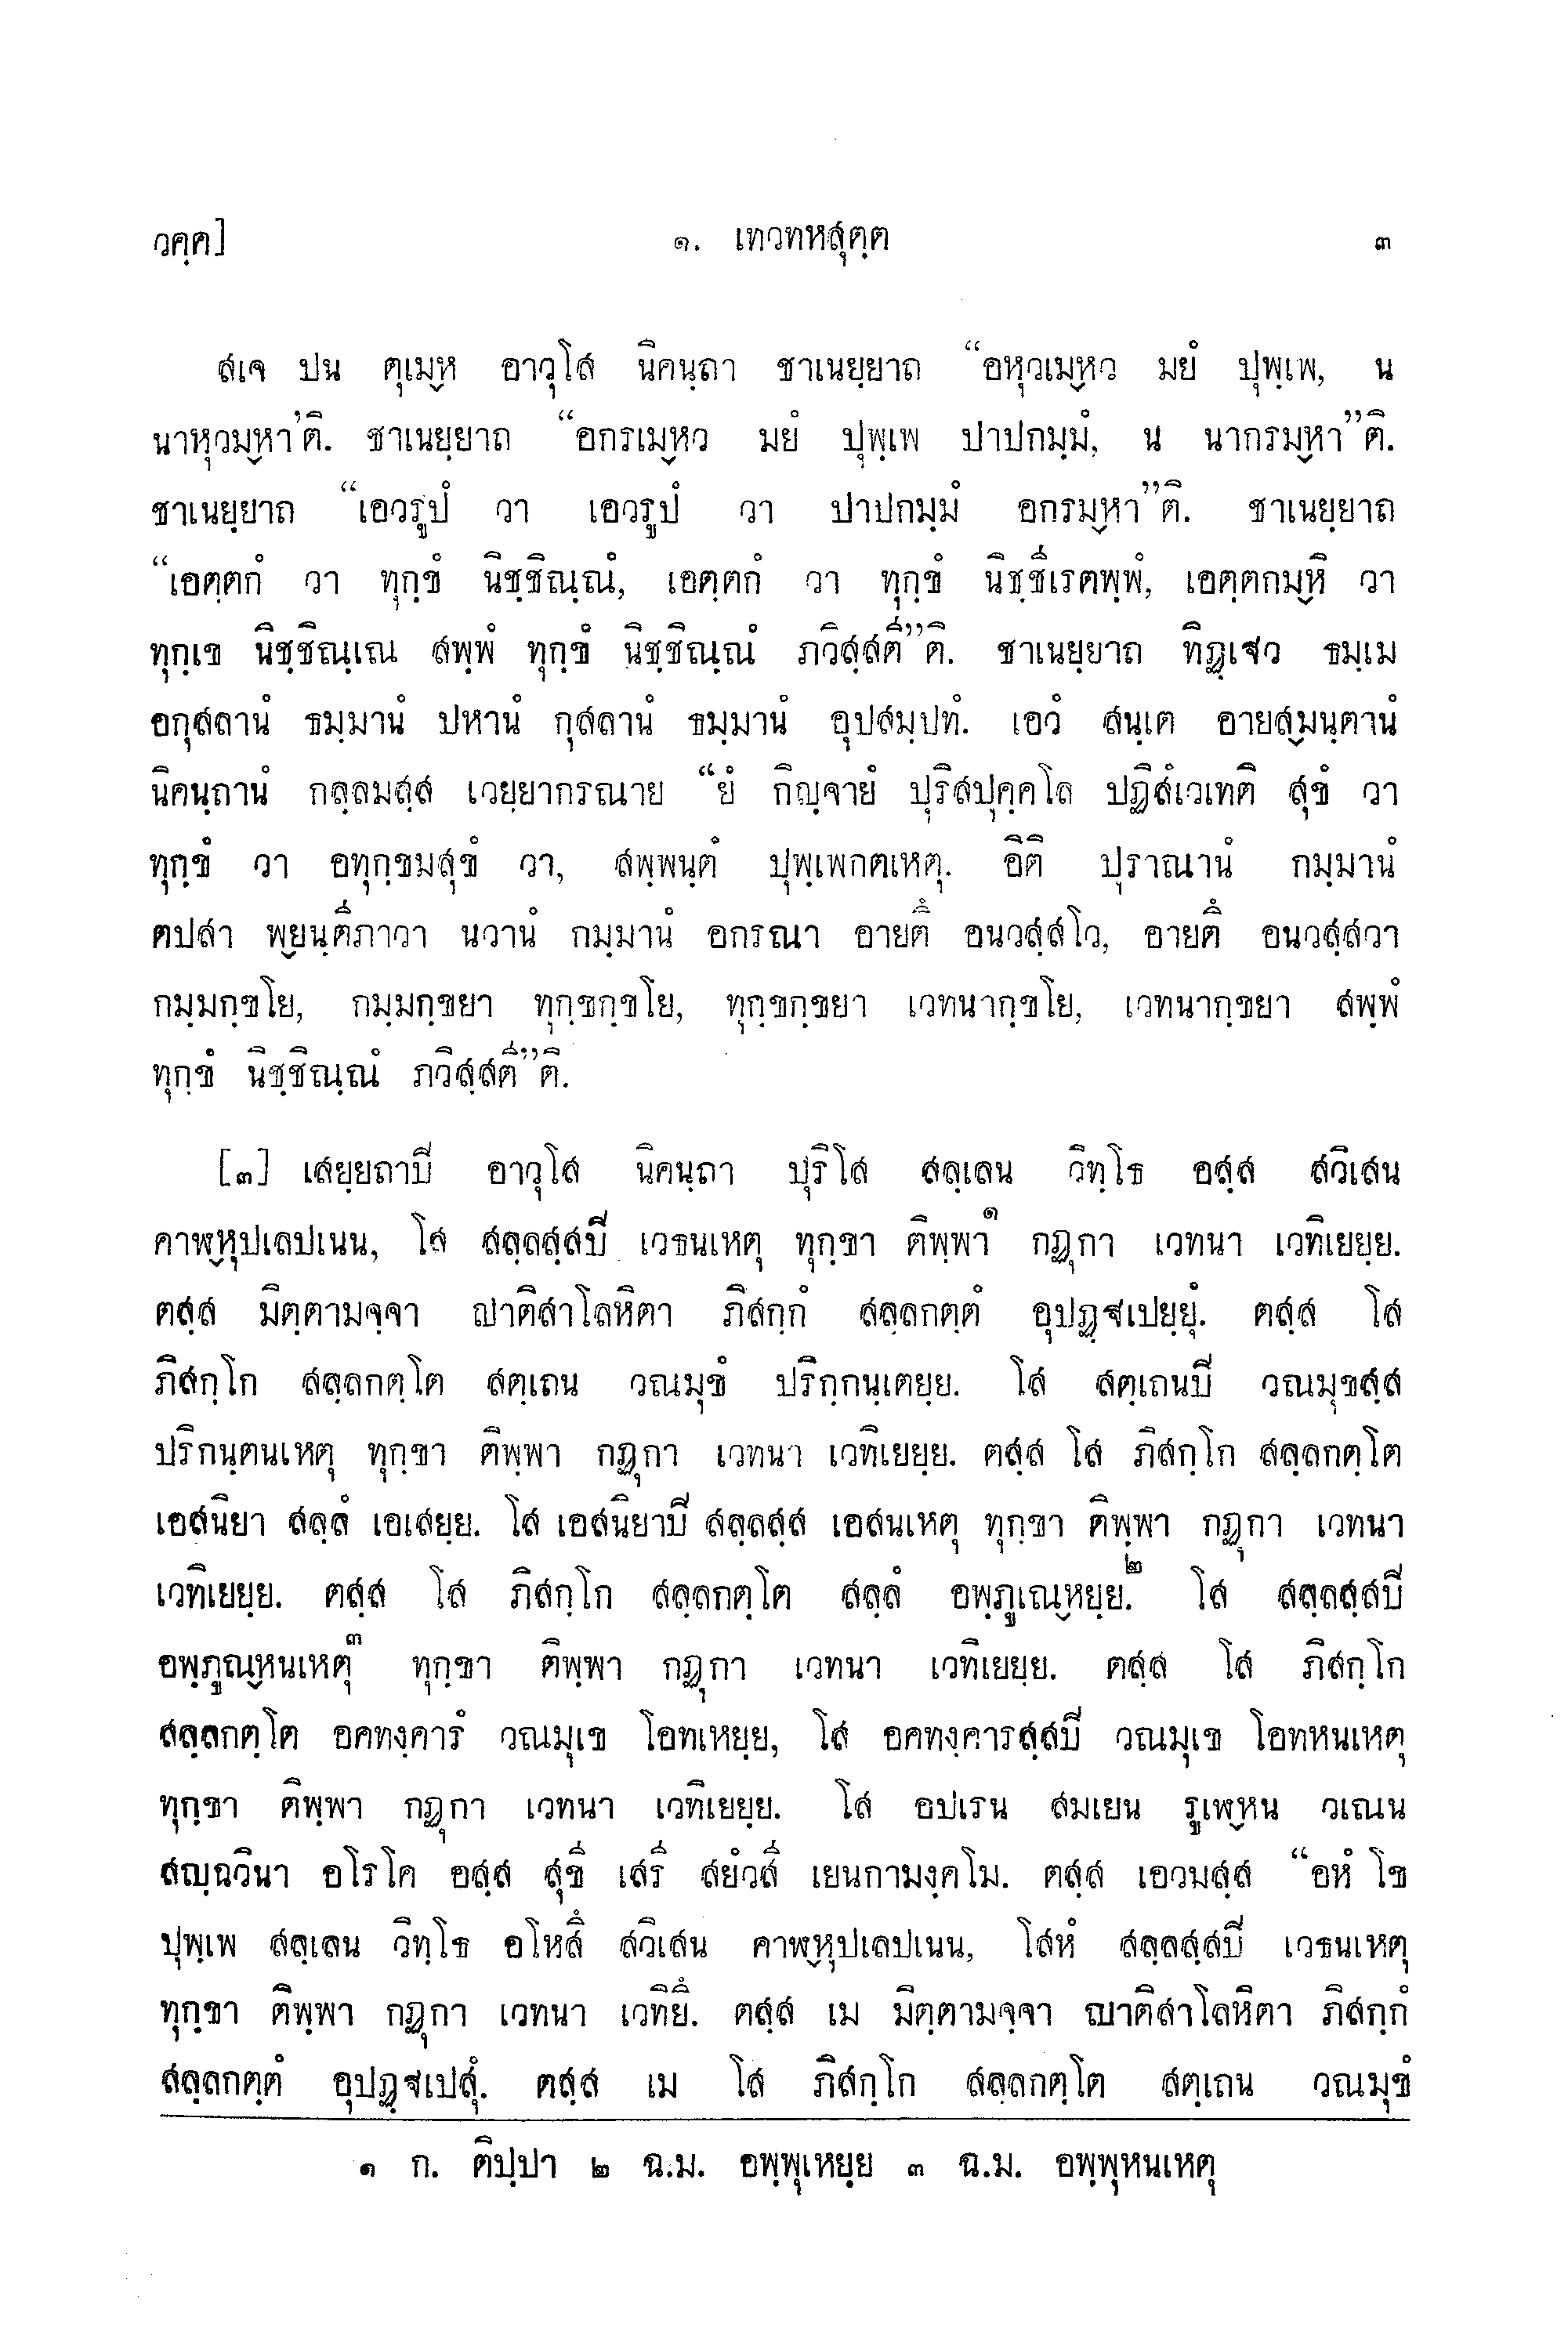 วคฺค] ๑. เทวทหสุตฺต ๓
สเจ ปน ตุเมฺห อาวุโส นิคนฺถา ชาเนยฺยาถ “อหุวเมฺหว มยํ ปุพฺเพ, น
นาหุวมฺหา’ติ. ชาเนยฺยาถ “อกรเมฺหว มยํ ปุพฺเพ ปาปกมฺมํ, น นากรมฺหา”ติ.
ชาเนยฺยาถ “เอวรูปํ วา เอวรูปํ วา ปาปกมฺมํ อกรมฺหา”ติ. ชาเนยฺยาถ
“เอตฺตกํ วา ทุกฺขํ นิชฺชิณฺณํ, เอตฺตกํ วา ทุกฺขํ นิชฺชีเรตพฺพํ, เอตฺตกมฺหิ วา
ทุกฺเข นิชฺชิณฺเณ สพฺพํ ทุกฺขํ นิชฺชิณฺณํ ภวิสฺสตี”ติ. ชาเนยฺยาถ ทิฏฺเฐว ธมฺเม
อกุสลานํ ธมฺมานํ ปหานํ กุสลานํ ธมฺมานํ อุปสมฺปทํ. เอวํ สนฺเต อายสฺมนฺตานํ
นิคนฺถานํ กลฺลมสฺส เวยฺยากรณาย “ยํ กิญฺจายํ ปุริสปุคฺคโล ปฏิสํเวเทติ สุขํ วา
ทุกฺขํ วา อทุกฺขมสุขํ วา, สพฺพนฺตํ ปุพฺเพกตเหตุ. อิติ ปุราณานํ กมฺมานํ
ตปสา พฺยนฺตีภาวา นวานํ กมฺมานํ อกรณา อายตึ อนวสฺสโว, อายตึ อนวสฺสวา
กมฺมกฺขโย, กมฺมกฺขยา ทุกฺขกฺขโย, ทุกฺขกฺขยา เวทนากฺขโย, เวทนากฺขยา สพฺพํ
ทุกฺขํ นิชฺชิณฺณํ ภวิสฺสตี”ติ.
[๓] เสยฺยถาปี อาวุโส นิคนฺถา ปุริโส สลฺเลน วิทฺโธ อสฺส สวิเสน
คาฬฺหุปเลปเนน, โส สลฺลสฺสปี เวธนเหตุ ทุกฺขา ติพฺพา๑ กฏุกา เวทนา เวทิเยยฺย.
ตสฺส มิตฺตามจฺจา ญาติสาโลหิตา ภิสกฺกํ สลฺลกตฺตํ อุปฏฺฐเปยฺยุํ. ตสฺส โส
ภิสกฺโก สลฺลกตฺโต สตฺเถน วณมุขํ ปริกฺกนฺเตยฺย. โส สตฺเถนปี วณมุขสฺส
ปริกนฺตนเหตุ ทุกฺขา ติพฺพา กฏุกา เวทนา เวทิเยยฺย. ตสฺส โส ภิสกฺโก สลฺลกตฺโต
เอสนิยา สลฺลํ เอเสยฺย. โส เอสนิยาปี สลฺลสฺส เอสนเหตุ ทุกฺขา ติพฺพา กฏุกา เวทนา
เวทิเยยฺย. ตสฺส โส ภิสกฺโก สลฺลกตฺโต สลฺลํ อพฺภูเณฺหยฺย.๒ โส สลฺลสฺสปี
อพฺภูณฺหนเหตุ๓ ทุกฺขา ติพฺพา กฏุกา เวทนา เวทิเยยฺย. ตสฺส โส ภิสกฺโก
สลฺลกตฺโต อคทงฺคารํ วณมุเข โอทเหยฺย, โส อคทงฺคารสฺสปี วณมุเข โอทหนเหตุ
ทุกฺขา ติพฺพา กฏุกา เวทนา เวทิเยยฺย. โส อปเรน สมเยน รูเฬฺหน วเณน
สญฺฉวินา อโรโค อสฺส สุขี เสรี สยํวสี เยนกามงฺคโม. ตสฺส เอวมสฺส “อหํ โข
ปุพฺเพ สลฺเลน วิทฺโธ อโหสึ สวิเสน คาฬฺหุปเลปเนน, โสหํ สลฺลสฺสปี เวธนเหตุ
ทุกฺขา ติพฺพา กฏุกา เวทนา เวทิยึ. ตสฺส เม มิตฺตามจฺจา ญาติสาโลหิตา ภิสกฺกํ
สลฺลกตฺตํ อุปฏฺฐเปสุํ. ตสฺส เม โส ภิสกฺโก สลฺลกตฺโต สตฺเถน วณมุขํ
๑ ก. ติปฺปา ๒ ฉ.ม. อพฺพุเหยฺย ๓ ฉ.ม. อพฺพุหนเหตุ